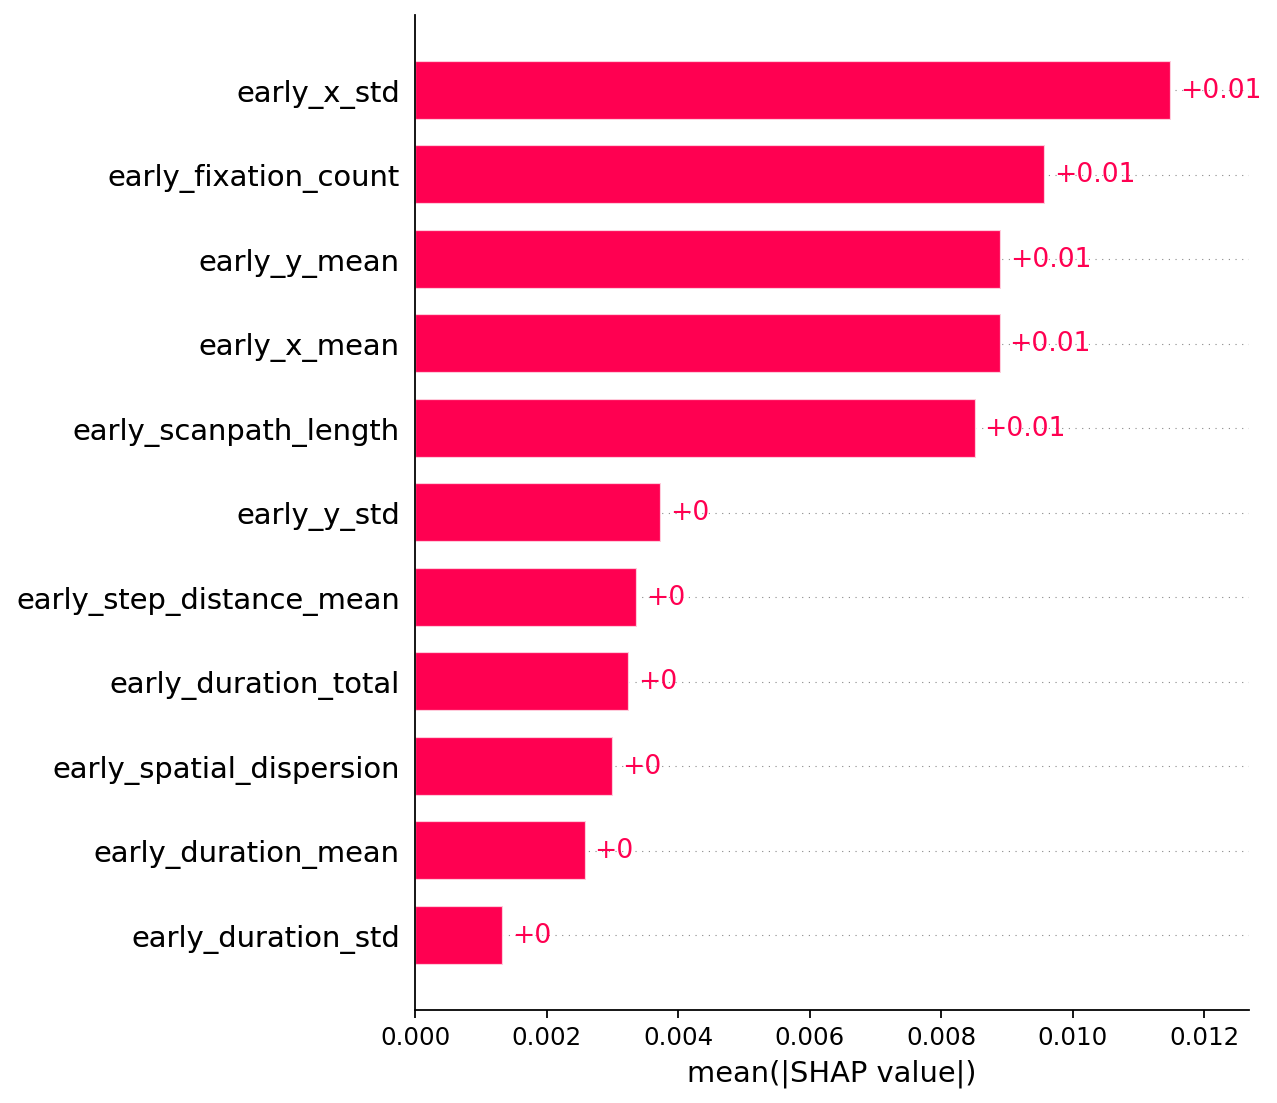 early_x_std +0.01
early_fixation_count +0.01
early_y_mean +0.01
early_x_mean +0.01
early_scanpath_length +0.01
early_y_std +0
early_step_distance_mean +0
early_duration_total +0
early_spatial_dispersion +0
early_duration_mean +0
early_duration_std +0
0.000 0.002 0.004 0.006 0.008 0.010 0.012
mean(|SHAP value|)